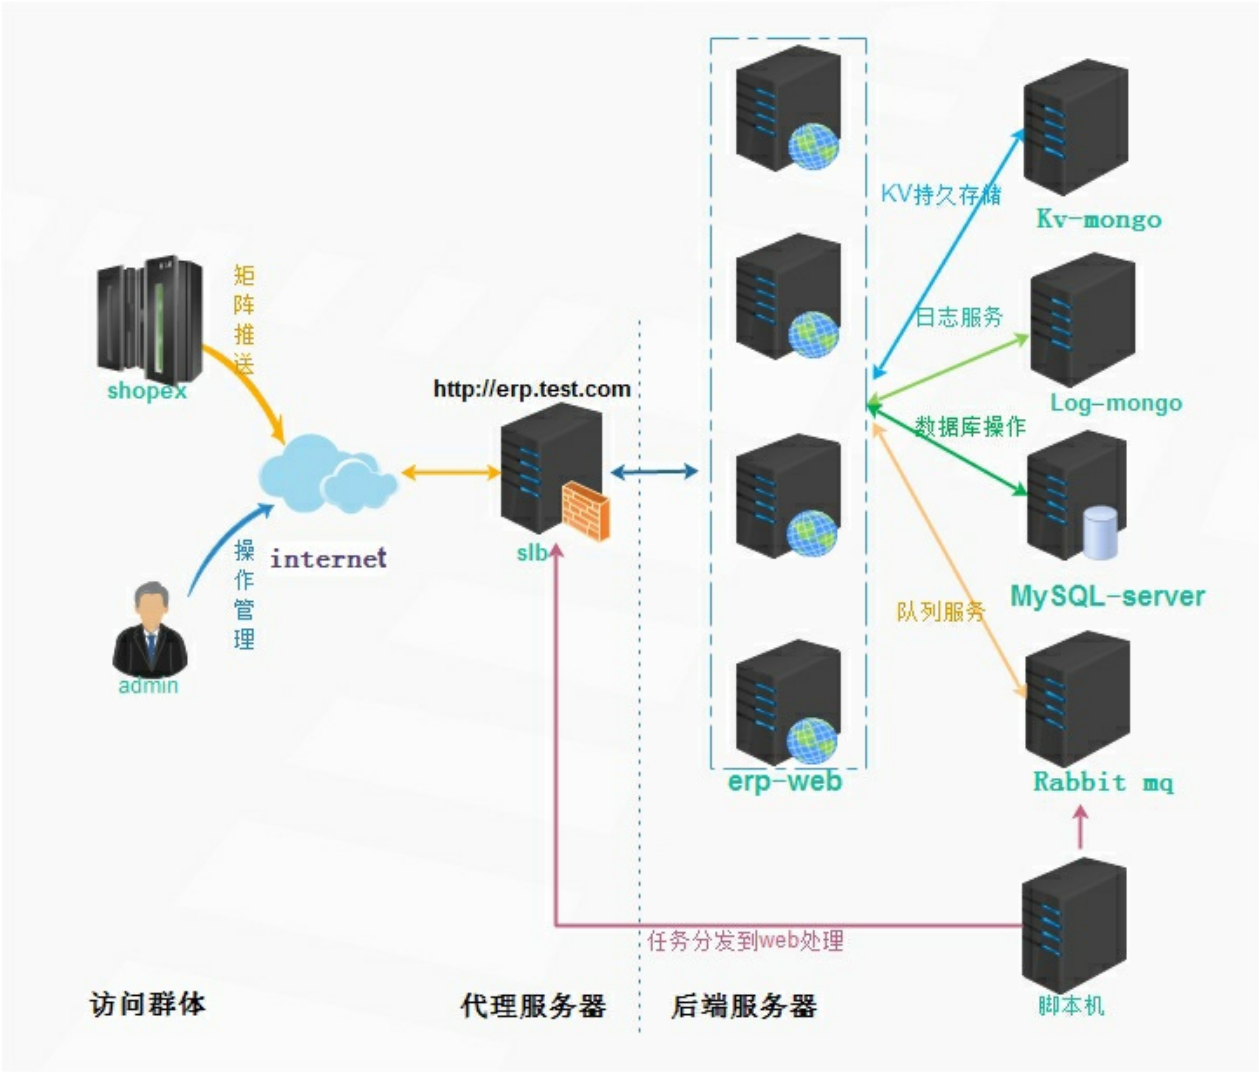 KV持久存储
Kv-mongo
矩阵推送
日志服务
shopex
http://erp.test.com
Log-mongo
数据库操作
slb
internet
操作管理
MySQL-server
队列服务
admin
erp-web
Rabbit mq
任务分发到web处理
访问群体
代理服务器
后端服务器
脚本机